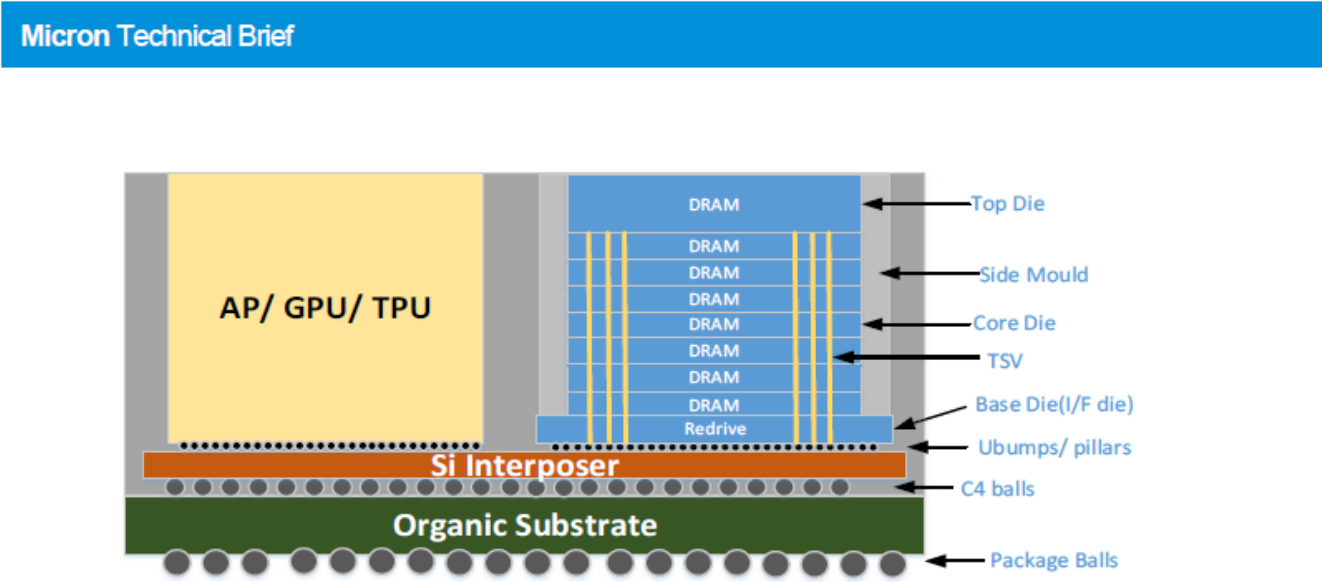 Micron Technical Brief
DRAM
Top Die
DRAM
DRAM
Side Mould
DRAM
AP/ GPU/ TPU
DRAM
Core Die
DRAM
TSV
DRAM
DRAM
Base Die(I/F die)
Redrive
Ubumps/ pillars
Si Interposer
C4 balls
Organic Substrate
Package Balls